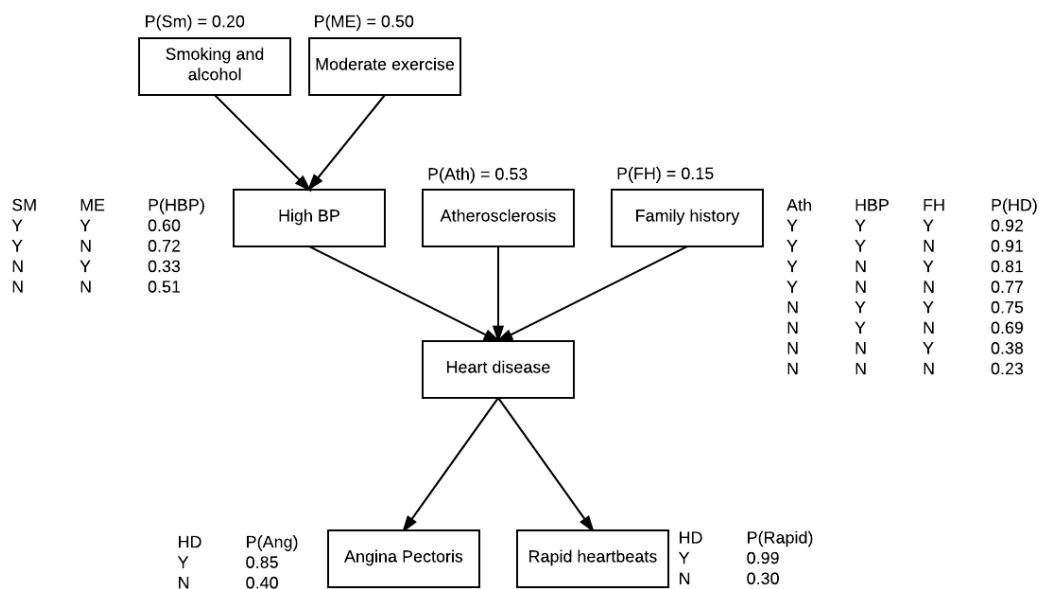 P(Sm) = 0.20
P(ME) = 0.50
Smoking and
alcohol
Moderate exercise
P(Ath) = 0.53
P(FH) = 0.15
SM ME P(HBP)
Y Y 0.60
Y N 0.72
N Y 0.33
N N 0.51
High BP
Atherosclerosis
Family history
Ath HBP FH P(HD)
Y Y Y 0.92
Y Y N 0.91
Y N Y 0.81
Y N N 0.77
N Y Y 0.75
N Y N 0.69
N N Y 0.38
N N N 0.23
Heart disease
HD P(Ang)
Y 0.85
N 0.40
Angina Pectoris
Rapid heartbeats
HD P(Rapid)
Y 0.99
N 0.30